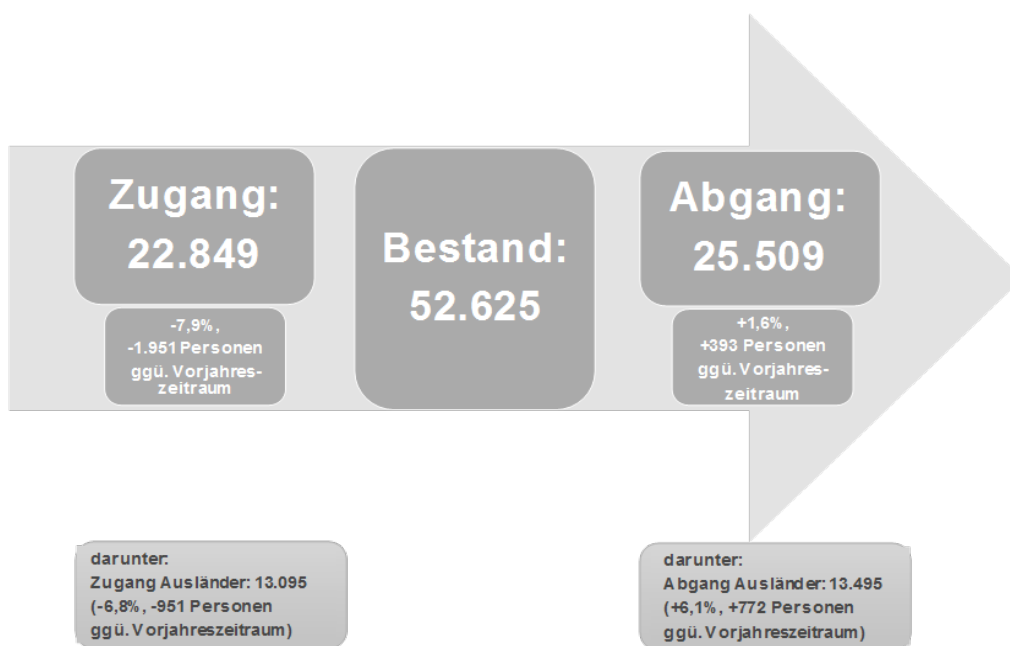 Zugang:
22.849
-7,9%,
-1.951 Personen
ggü. Vorjahres-
zeitraum
Bestand:
52.625
Abgang:
25.509
+1,6%,
+393 Personen
ggü. Vorjahres-
zeitraum
darunter:
Zugang Ausländer: 13.095
(-6,8%, -951 Personen
ggü. Vorjahreszeitraum)
darunter:
Abgang Ausländer: 13.495
(+6,1%, +772 Personen
ggü. Vorjahreszeitraum)